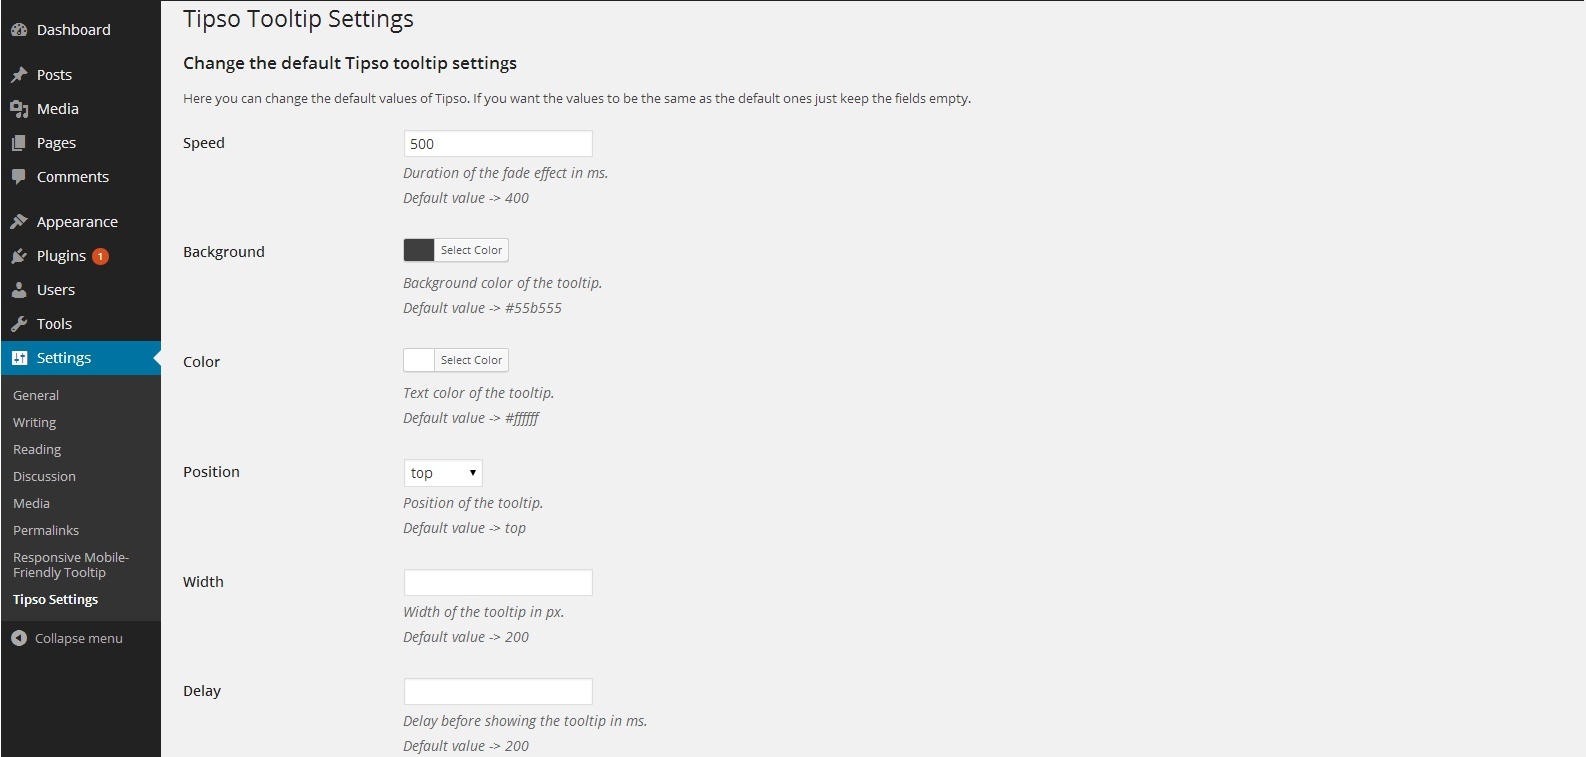 Dashboard
Posts
Media
Pages
Comments
Appearance
Plugins 1
Users
Tools
Settings
General
Writing
Reading
Discussion
Media
Permalinks
Responsive Mobile-
Friendly Tooltip
Tipso Settings
Collapse menu
Tipso Tooltip Settings
Change the default Tipso tooltip settings
Here you can change the default values of Tipso. If you want the values to be the same as the default ones just keep the fields empty.
Speed
500
Duration of the fade effect in ms.
Default value -> 400
Background
Select Color
Background color of the tooltip.
Default value -> #55b555
Color
Select Color
Text color of the tooltip.
Default value -> #ffffff
Position
top
Position of the tooltip.
Default value -> top
Width
Width of the tooltip in px.
Default value -> 200
Delay
Delay before showing the tooltip in ms.
Default value -> 200